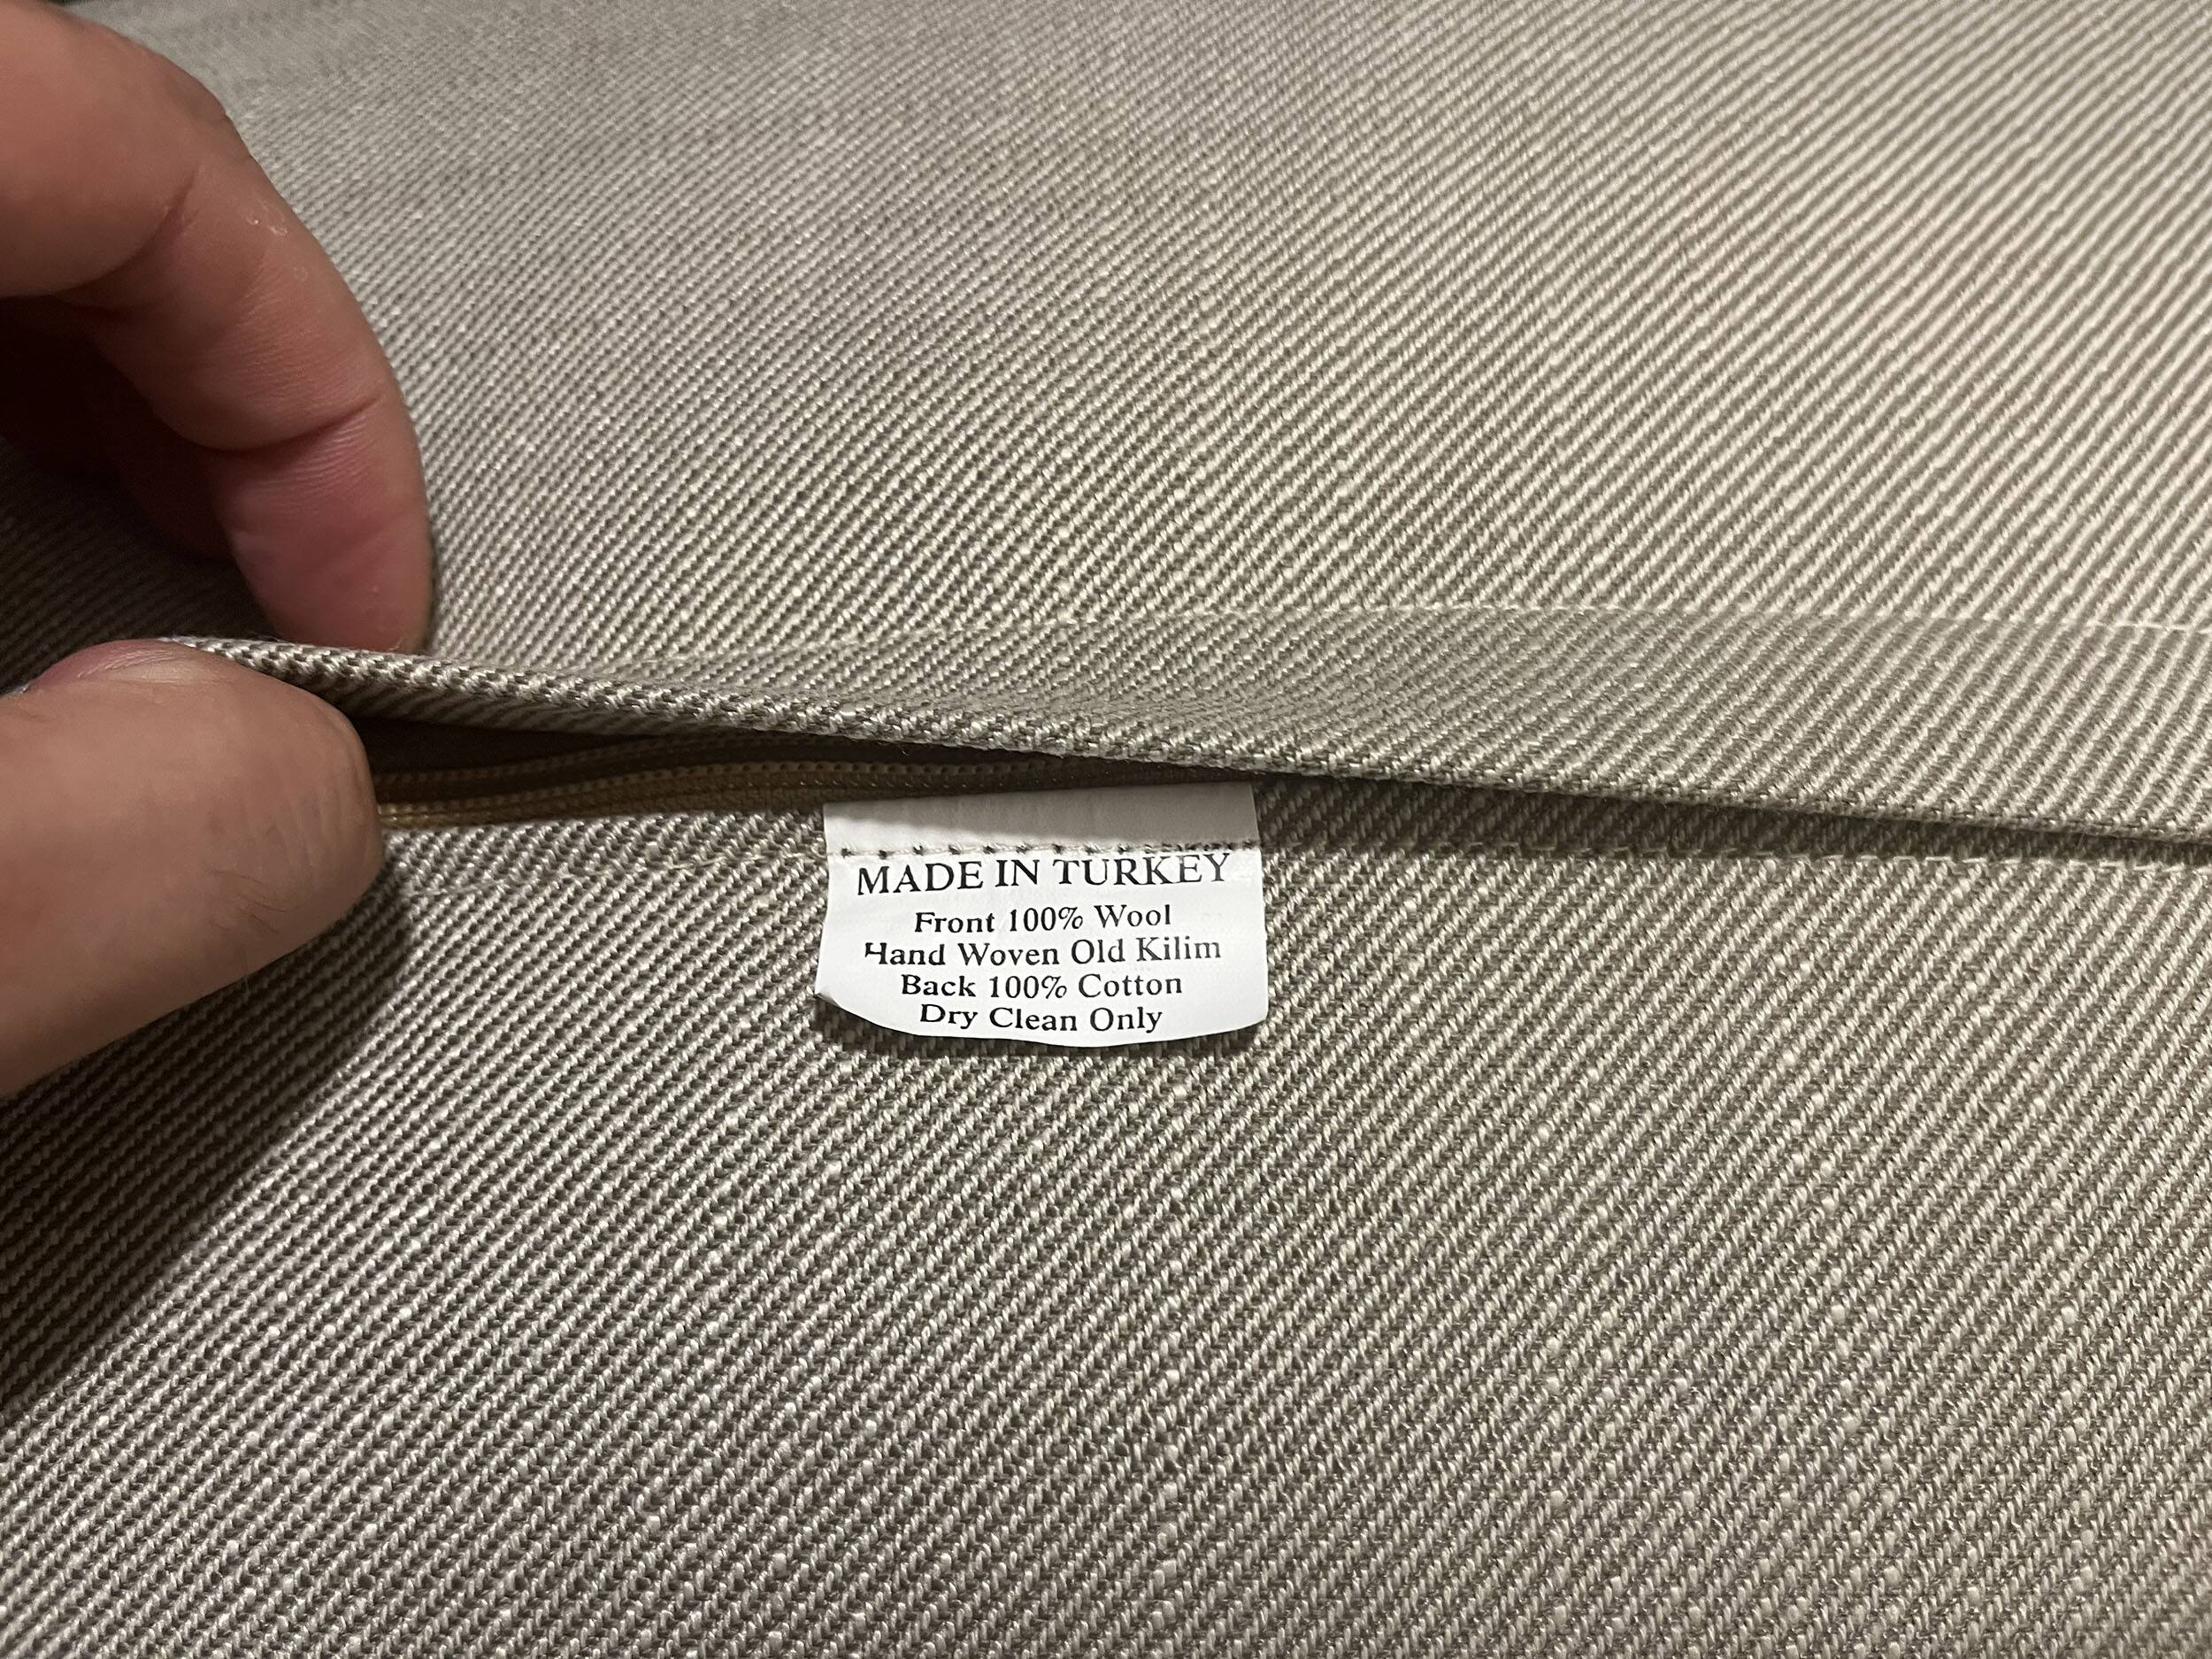 MADE IN TURKEY
Front 100% Wool
Hand Woven Old Kilim
Back 100% Cotton
Dry Clean Only